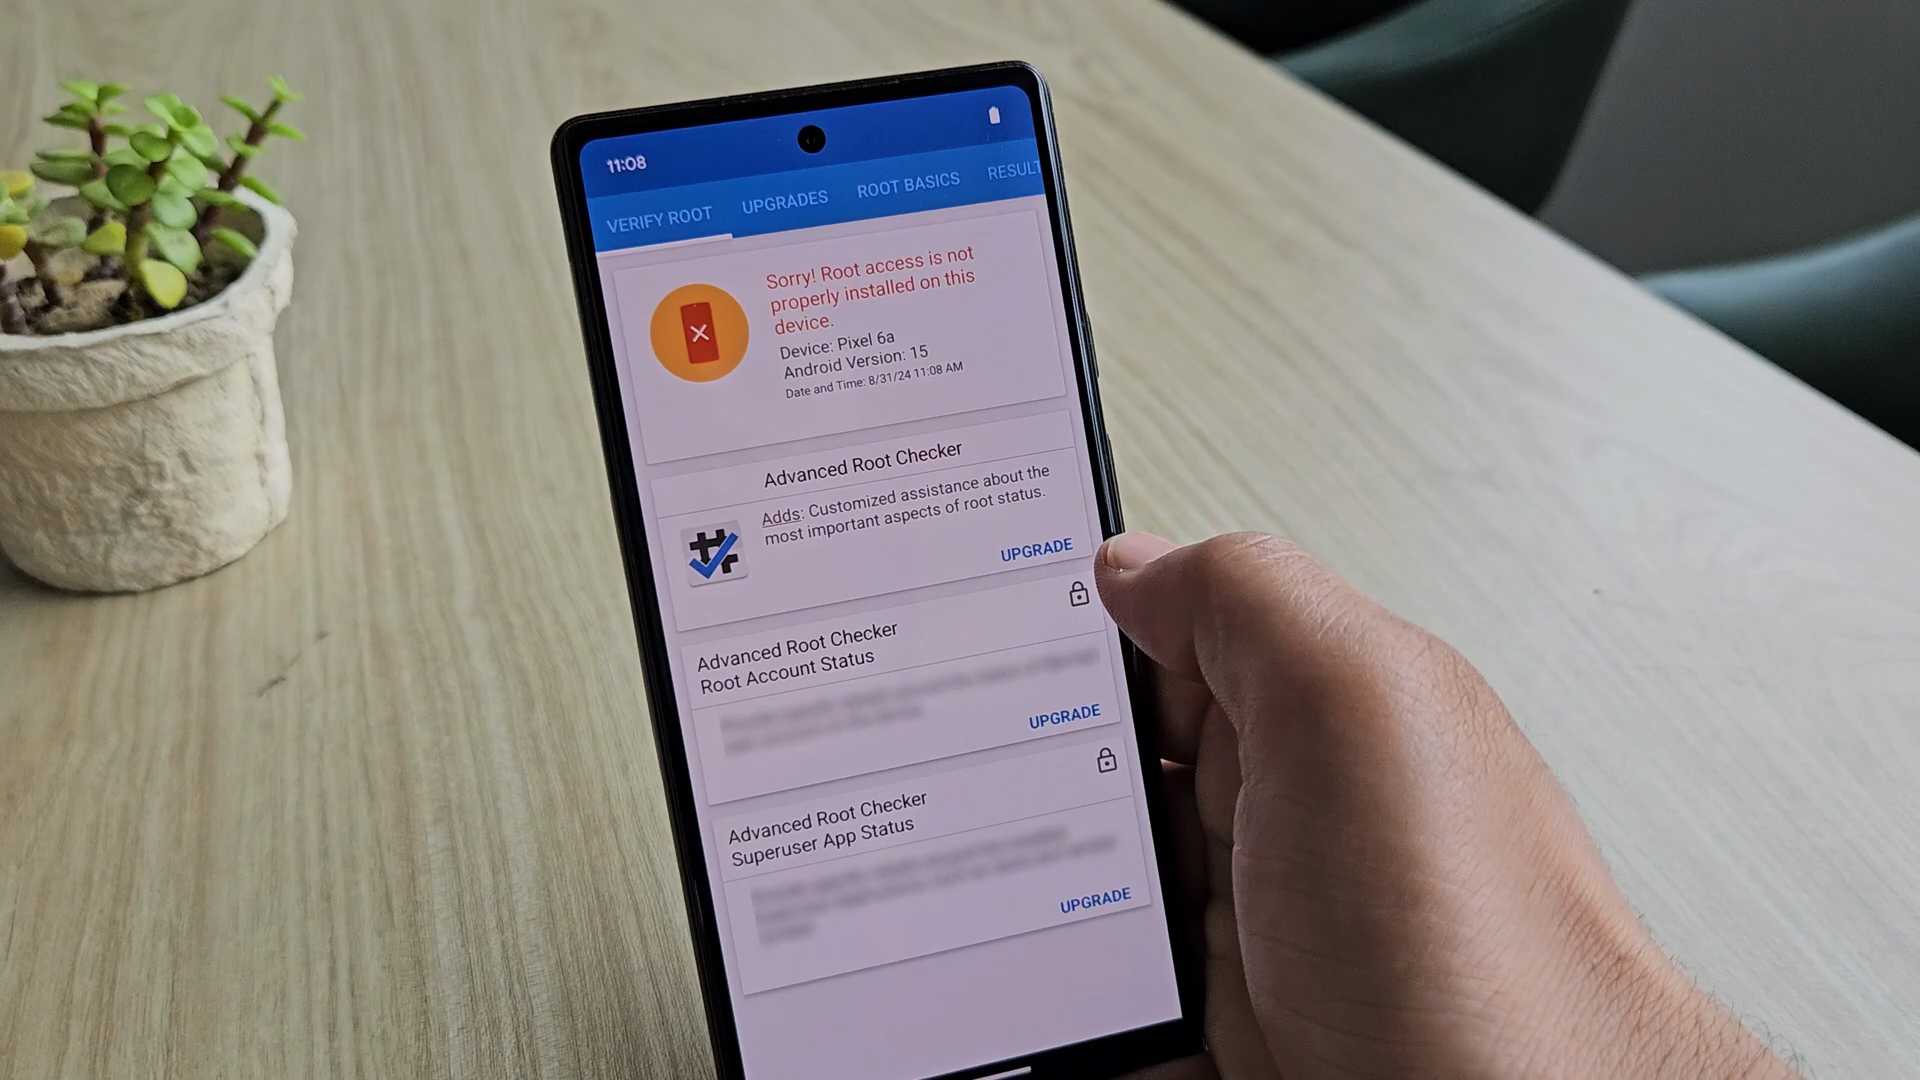 11:08
VERIFY ROOT
UPGRADES
ROOT BASICS
RESULT
Sorry! Root access is not
properly installed on this
device.
Device: Pixel 6a
Android Version: 15
Date and Time: 8/31/24 11:08 AM
Advanced Root Checker
Adds: Customized assistance about the
most important aspects of root status.
UPGRADE
Advanced Root Checker
Root Account Status
UPGRADE
Advanced Root Checker
Superuser App Status
UPGRADE